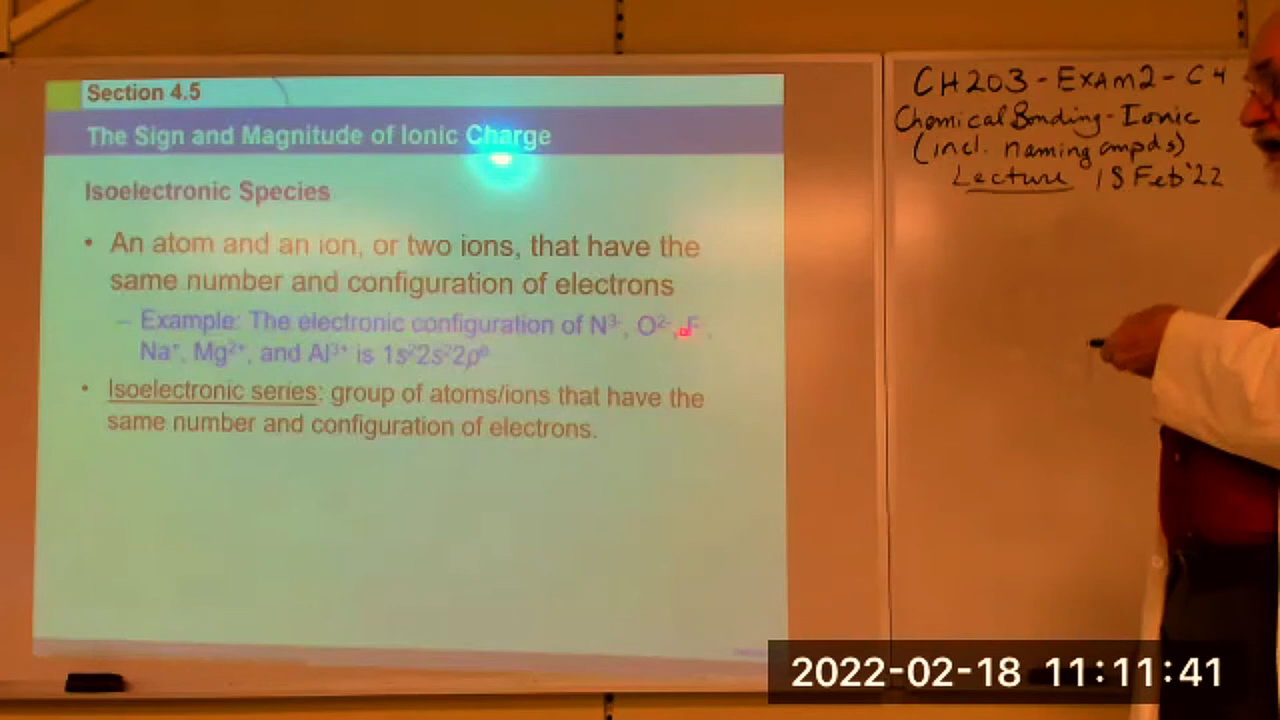 Section 4.5
The Sign and Magnitude of Ionic Charge
Isoelectronic Species
• An atom and an ion, or two ions, that have the
same number and configuration of electrons
– Example: The electronic configuration of N³⁻, O²⁻, F⁻,
Na⁺, Mg²⁺, and Al³⁺ is 1s²2s²2p⁶
• Isoelectronic series: group of atoms/ions that have the
same number and configuration of electrons.
CH203-EXAM2-C4
Chemical Bonding-Ionic
(incl. naming cmpds)
Lecture 18 Feb '22
2022-02-18 11:11:41